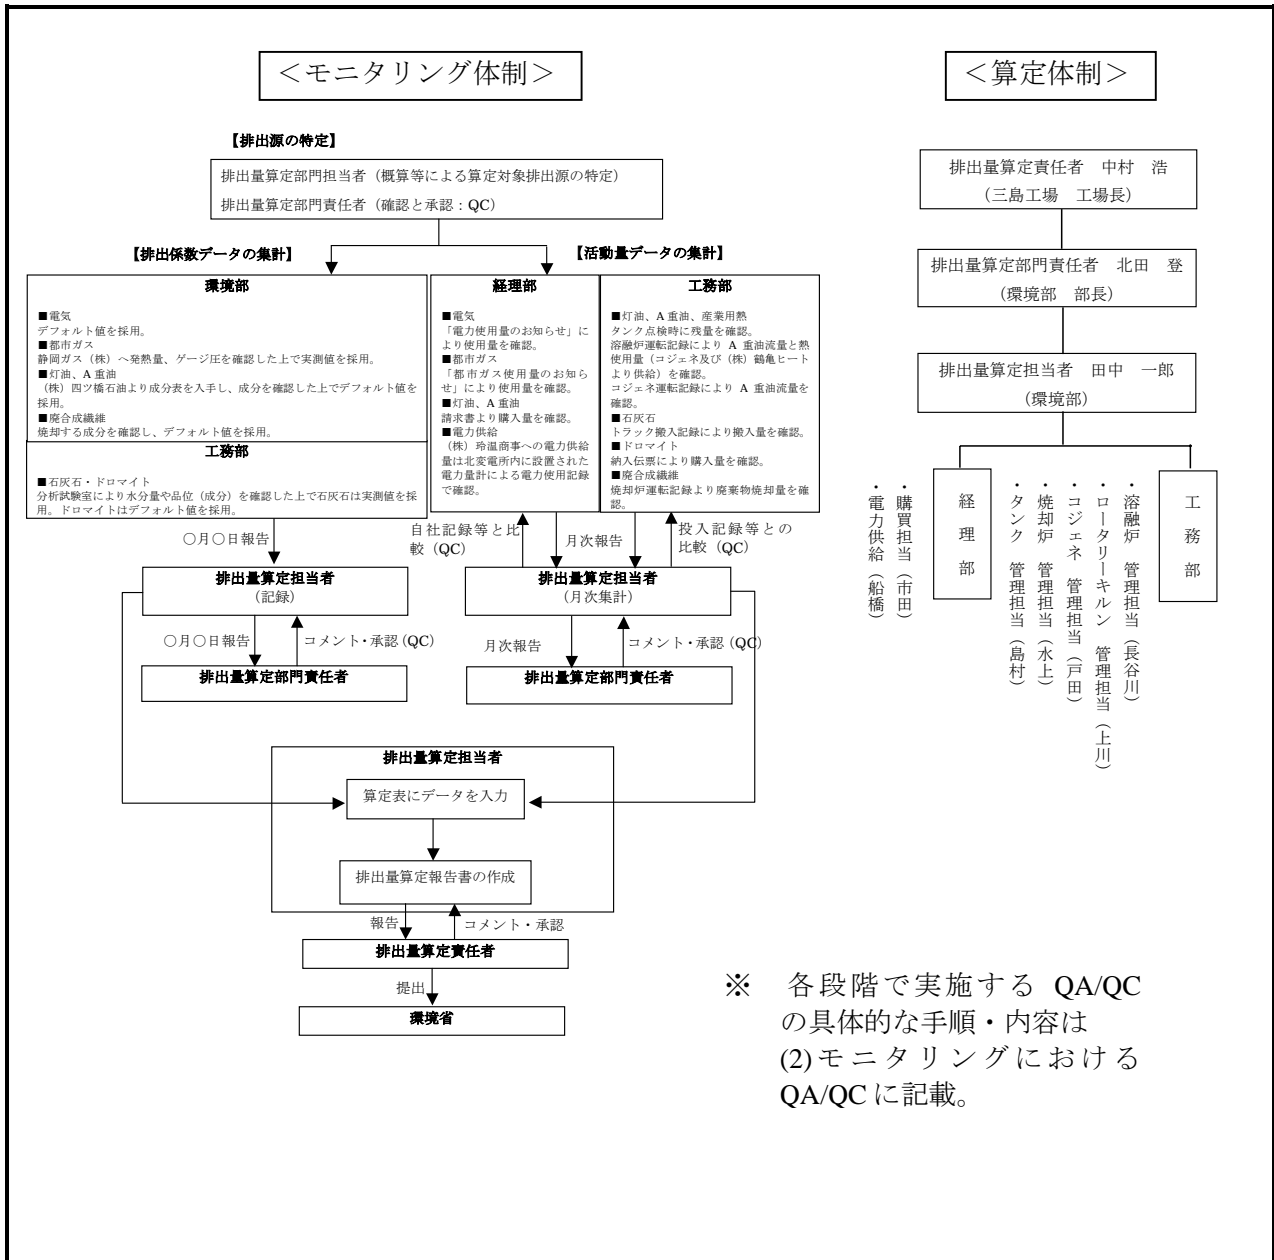 ＜モニタリング体制＞
【排出源の特定】
排出量算定部門担当者（概算等による算定対象排出源の特定）
排出量算定部門責任者（確認と承認：QC）
【排出係数データの集計】
【活動量データの集計】
環境部
■電気
デフォルト値を採用。
■都市ガス
静岡ガス（株）へ発熱量、ゲージ圧を確認した上で実測値を採用。
■灯油、A 重油
（株）四ツ橋石油より成分表を入手し、成分を確認した上でデフォルト値を
採用。
■廃合成繊維
焼却する成分を確認し、デフォルト値を採用。
工務部
■石灰石・ドロマイト
分析試験室により水分量や品位（成分）を確認した上で石灰石は実測値を採
用。ドロマイトはデフォルト値を採用。
経理部
■電気
「電力使用量のお知らせ」によ
り使用量を確認。
■都市ガス
「都市ガス使用量のお知ら
せ」により使用量を確認。
■灯油、A 重油
請求書より購入量を確認。
■電力供給
（株）玲温商事への電力供給
量は北変電所内に設置された
電力量計による電力使用記録
で確認。
工務部
■灯油、A 重油、産業用熱
タンク点検時に残量を確認。
溶融炉運転記録により A 重油流量と熱
使用量（コジェネ及び（株）鶴亀ヒート
より供給）を確認。
コジェネ運転記録により A 重油流量を
確認。
■石灰石
トラック搬入記録により搬入量を確認。
■ドロマイト
納入伝票により購入量を確認。
■廃合成繊維
焼却炉運転記録より廃棄物焼却量を確
認。
〇月〇日報告
自社記録等と比
較（QC）
月次報告
投入記録等との
比較（QC）
排出量算定担当者
（記録）
排出量算定担当者
（月次集計）
〇月〇日報告
コメント・承認（QC）
月次報告
コメント・承認（QC）
排出量算定部門責任者
排出量算定部門責任者
排出量算定担当者
算定表にデータを入力
排出量算定報告書の作成
報告
コメント・承認
排出量算定責任者
提出
環境省
＜算定体制＞
排出量算定責任者　中村　浩
（三島工場　工場長）
排出量算定部門責任者　北田　登
（環境部　部長）
排出量算定担当者　田中　一郎
（環境部）
工務部
・溶融炉　管理担当（長谷川）
・ロータリーキルン　管理担当（上川）
・コジェネ　管理担当（戸田）
・焼却炉　管理担当（水上）
・タンク　管理担当（島村）
経理部
・購買担当（市田）
・電力供給（船橋）
※　各段階で実施する QA/QC
の具体的な手順・内容は
(2)モニタリングにおける
QA/QC に記載。